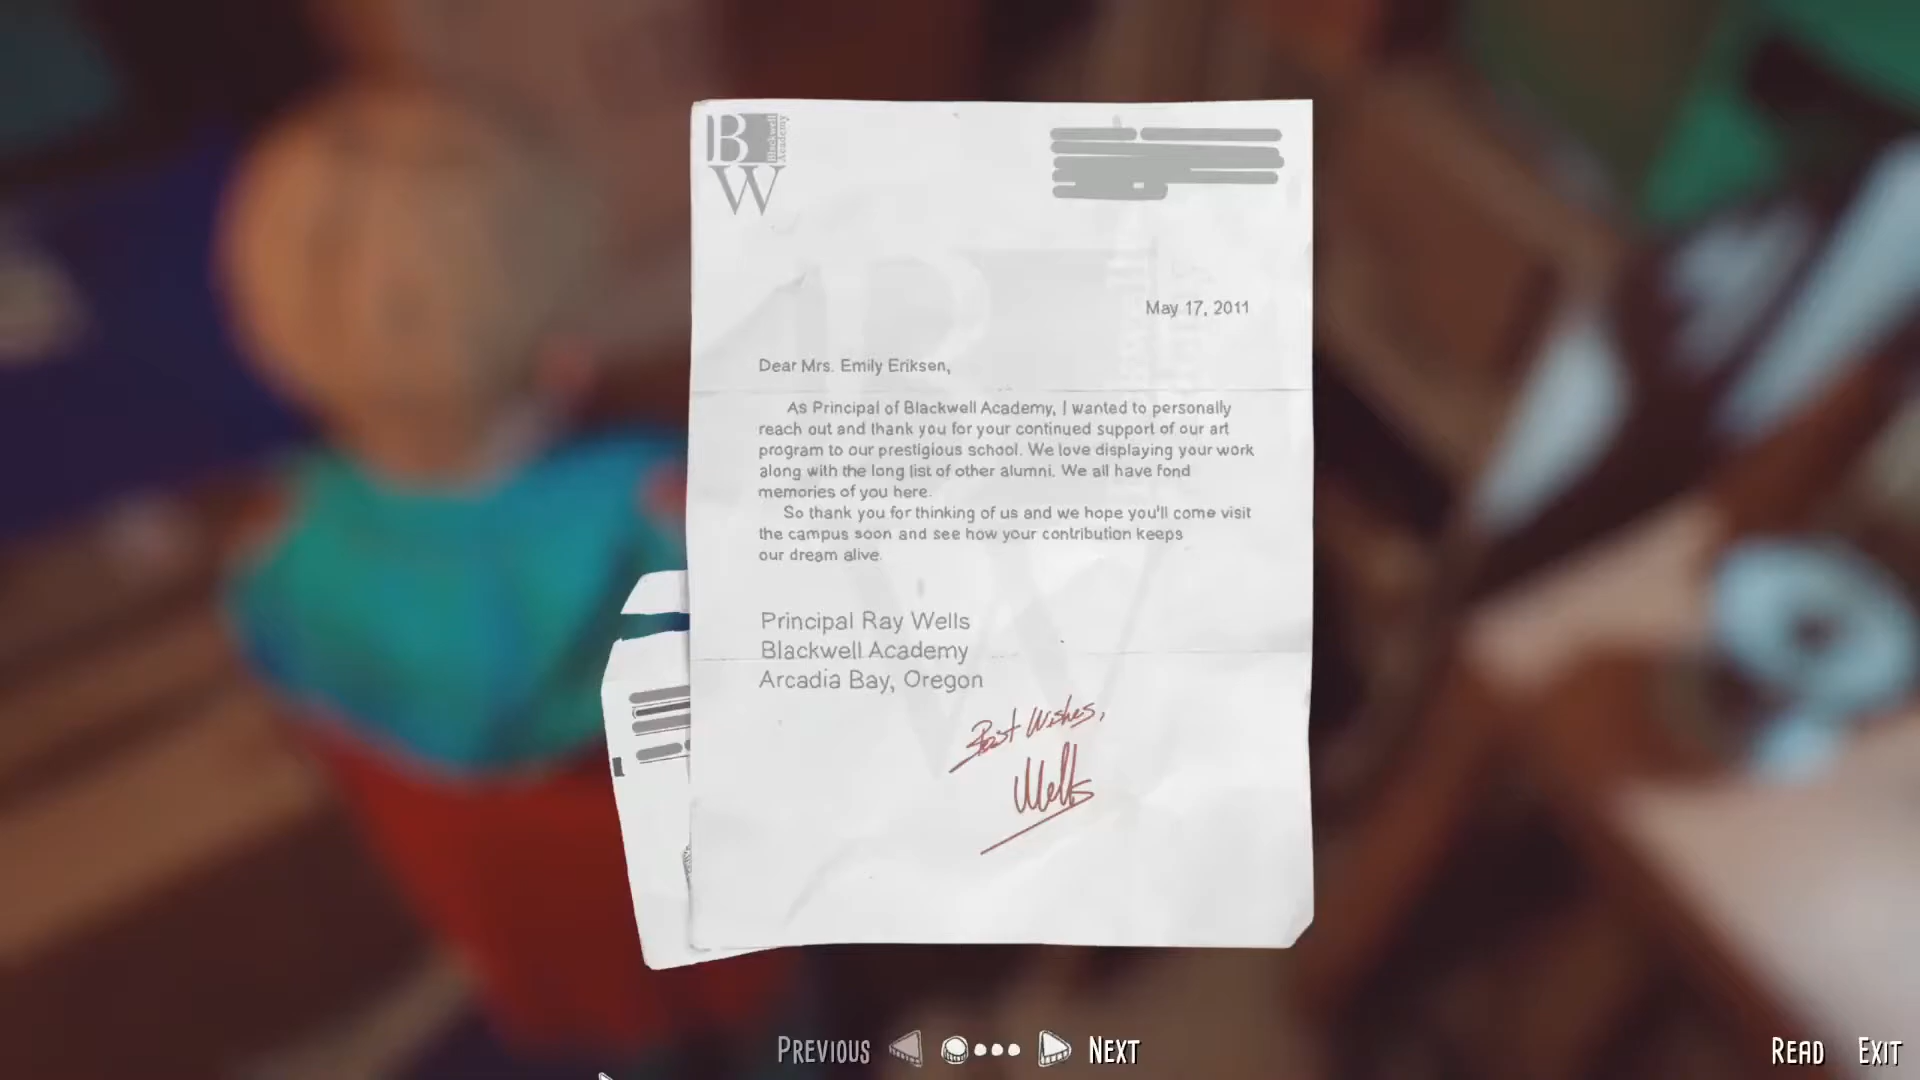 B
W
Blackwell
Academy
May 17, 2011
Dear Mrs. Emily Eriksen,
As Principal of Blackwell Academy, I wanted to personally
reach out and thank you for your continued support of our art
program to our prestigious school. We love displaying your work
along with the long list of other alumni. We all have fond
memories of you here.
So thank you for thinking of us and we hope you'll come visit
the campus soon and see how your contribution keeps
our dream alive.
Principal Ray Wells
Blackwell Academy
Arcadia Bay, Oregon
Best Wishes,
Wells
PREVIOUS
NEXT
READ
EXIT